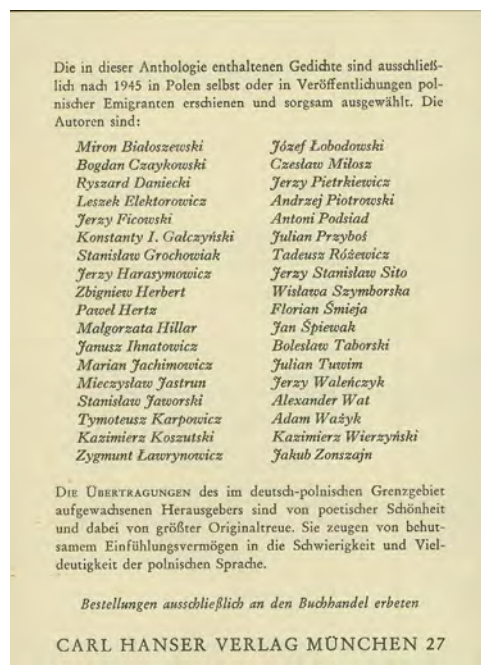 Die in dieser Anthologie enthaltenen Gedichte sind ausschließ-
lich nach 1945 in Polen selbst oder in Veröffentlichungen pol-
nischer Emigranten erschienen und sorgsam ausgewählt. Die
Autoren sind:
Miron Białoszewski
Bogdan Czaykowski
Ryszard Daniecki
Leszek Elektorowicz
Jerzy Ficowski
Konstanty I. Gałczyński
Stanisław Grochowiak
Jerzy Harasymowicz
Zbigniew Herbert
Paweł Hertz
Małgorzata Hillar
Janusz Ihnatowicz
Marian Jachimowicz
Mieczysław Jastrun
Stanisław Jaworski
Tymoteusz Karpowicz
Kazimierz Koszutski
Zygmunt Ławrynowicz
Józef Łobodowski
Czesław Miłosz
Jerzy Pietrkiewicz
Andrzej Piotrowski
Antoni Podsiad
Julian Przyboś
Tadeusz Różewicz
Jerzy Stanisław Sito
Wisława Szymborska
Florian Śmieja
Jan Śpiewak
Bolesław Taborski
Julian Tuwim
Jerzy Waleńczyk
Alexander Wat
Adam Ważyk
Kazimierz Wierzyński
Jakub Zonszajn
DIE ÜBERTRAGUNGEN des im deutsch-polnischen Grenzgebiet
aufgewachsenen Herausgebers sind von poetischer Schönheit
und dabei von größter Originaltreue. Sie zeugen von behut-
samem Einfühlungsvermögen in die Schwierigkeit und Viel-
deutigkeit der polnischen Sprache.
Bestellungen ausschließlich an den Buchhandel erbeten
CARL HANSER VERLAG MÜNCHEN 27